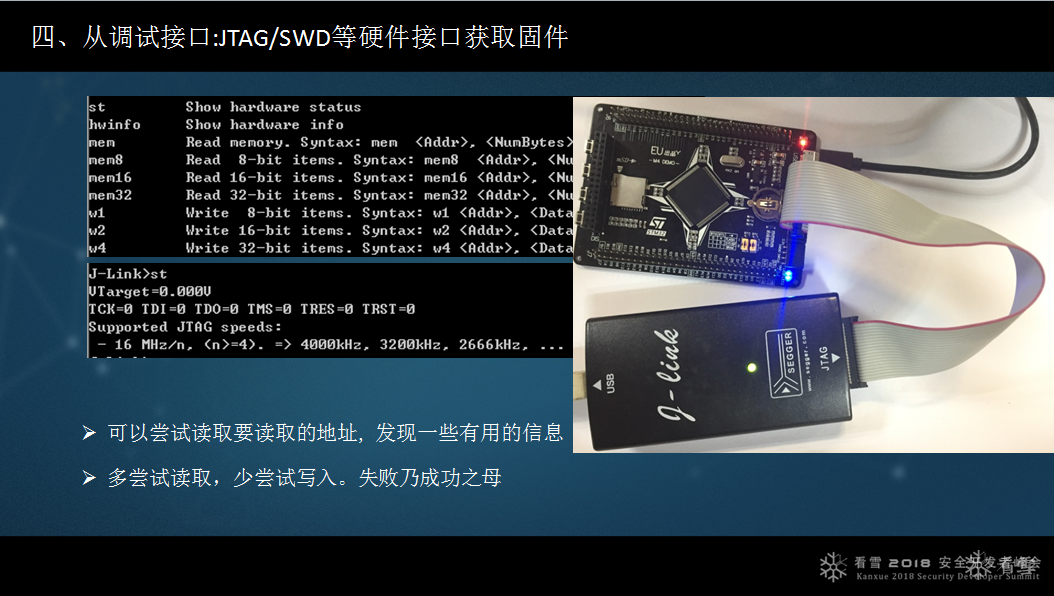 四、从调试接口:JTAG/SWD等硬件接口获取固件
st Show hardware status
hwinfo Show hardware info
mem Read memory. Syntax: mem <Addr>, <NumBytes>
mem8 Read 8-bit items. Syntax: mem8 <Addr>, <Nu
mem16 Read 16-bit items. Syntax: mem16 <Addr>, <Nu
mem32 Read 32-bit items. Syntax: mem32 <Addr>, <Nu
w1 Write 8-bit items. Syntax: w1 <Addr>, <Data
w2 Write 16-bit items. Syntax: w2 <Addr>, <Data
w4 Write 32-bit items. Syntax: w4 <Addr>, <Data
J-Link>st
VTarget=0.000V
TCK=0 TDI=0 TDO=0 TMS=0 TRES=0 TRST=0
Supported JTAG speeds:
- 16 MHz/n, (n>=4). => 4000kHz, 3200kHz, 2666kHz, ...
M4 DEMO
STM32
USB
J-link
SEGGER
www.segger.com
JTAG
➢ 可以尝试读取要读取的地址, 发现一些有用的信息
➢ 多尝试读取，少尝试写入。失败乃成功之母
看雪 2018 安全开发者峰会
Kanxue 2018 Security Developer Summit
看雪